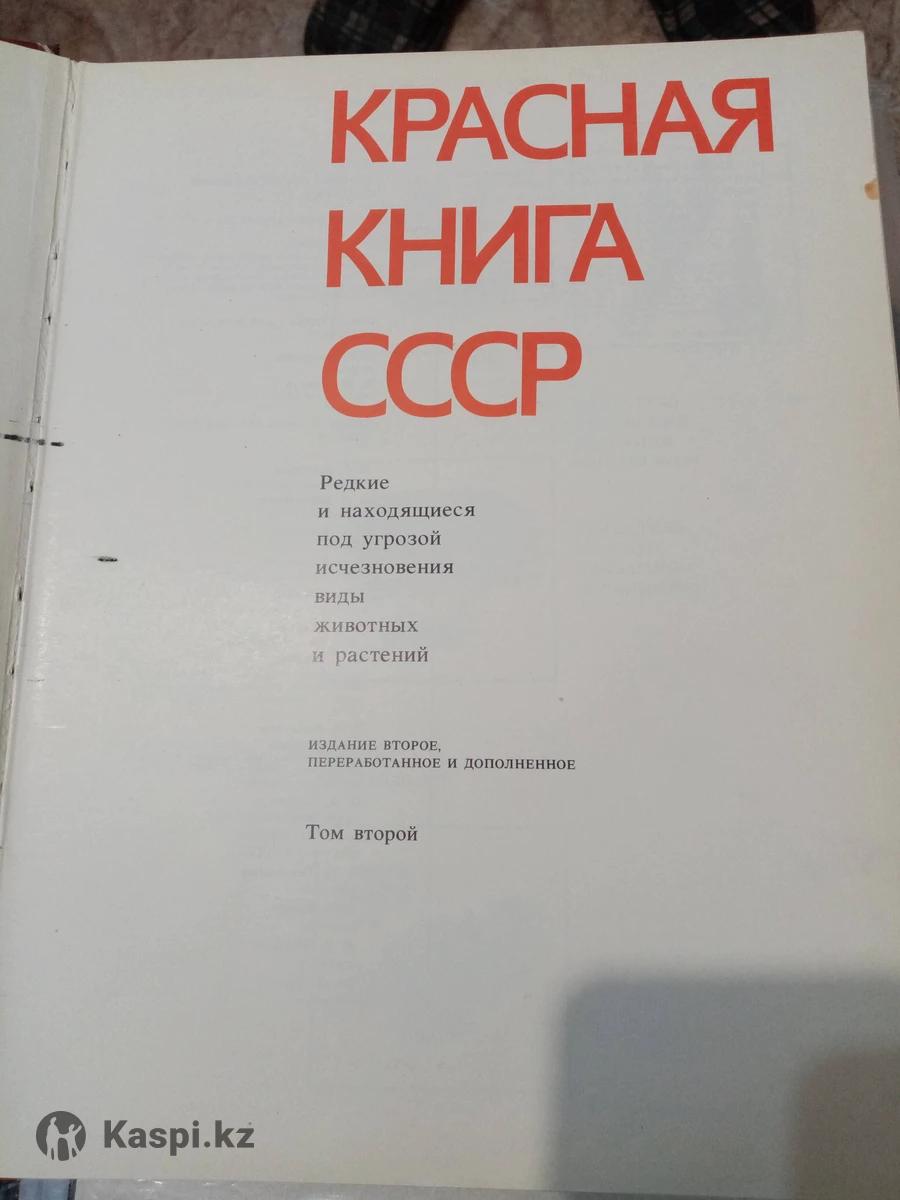 КРАСНАЯ
КНИГА
СССР
Редкие
и находящиеся
под угрозой
исчезновения
виды
животных
и растений
ИЗДАНИЕ ВТОРОЕ,
ПЕРЕРАБОТАННОЕ И ДОПОЛНЕННОЕ
Том второй
Kaspi.kz